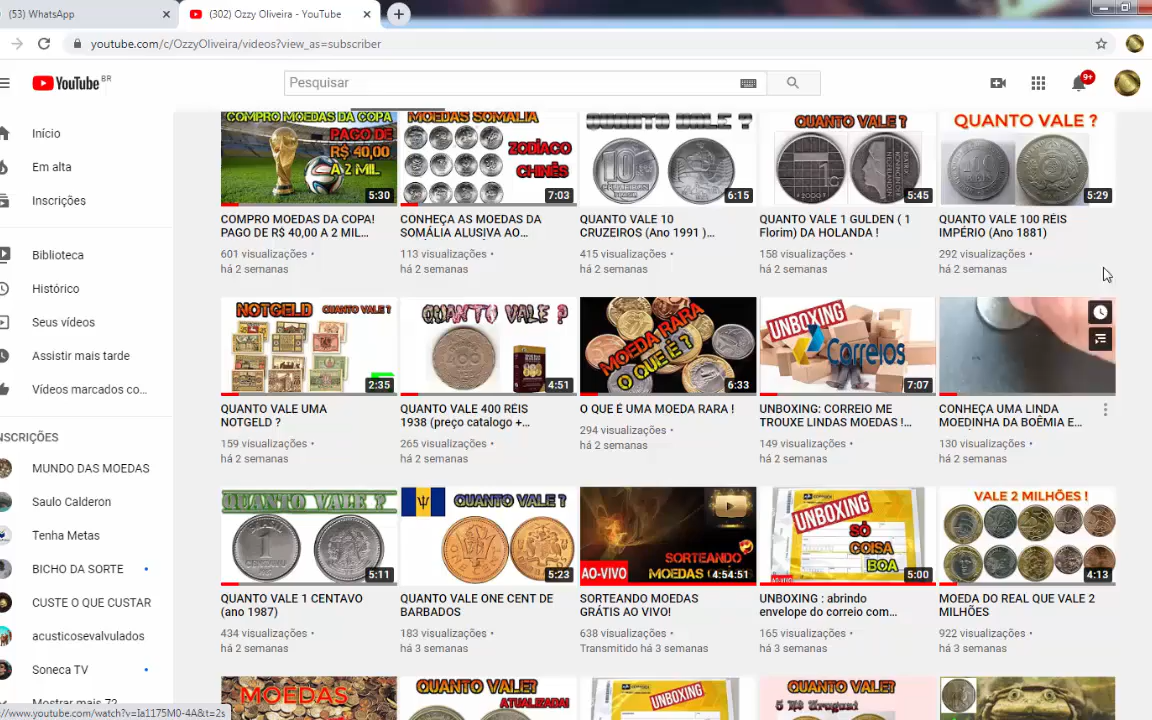 (53) WhatsApp
(302) Ozzy Oliveira - YouTube
youtube.com/c/OzzyOliveira/videos?view_as=subscriber
YouTube BR
Pesquisar
9+
Início
Em alta
Inscrições
Biblioteca
Histórico
Seus vídeos
Assistir mais tarde
Vídeos marcados co...
NSCRIÇÕES
MUNDO DAS MOEDAS
Saulo Calderon
Tenha Metas
BICHO DA SORTE
CUSTE O QUE CUSTAR
acusticosevalvulados
Soneca TV
Mostrar mais 72
COMPRO MOEDAS DA COPA
PAGO DE
R$ 40,00
A 2 MIL
5:30
COMPRO MOEDAS DA COPA!
PAGO DE R$ 40,00 A 2 MIL...
601 visualizações •
há 2 semanas
MOEDAS SOMALIA
ZODÍACO
CHINÊS
7:03
CONHEÇA AS MOEDAS DA
SOMÁLIA ALUSIVA AO...
113 visualizações •
há 2 semanas
QUANTO VALE ?
10
6:15
QUANTO VALE 10
CRUZEIROS (Ano 1991 )...
415 visualizações •
há 2 semanas
QUANTO VALE ?
5:45
QUANTO VALE 1 GULDEN ( 1
Florim) DA HOLANDA !
158 visualizações •
há 2 semanas
QUANTO VALE ?
5:29
QUANTO VALE 100 RÉIS
IMPÉRIO (Ano 1881)
292 visualizações •
há 2 semanas
NOTGELD QUANTO VALE ?
2:35
QUANTO VALE UMA
NOTGELD ?
159 visualizações •
há 2 semanas
QUANTO VALE ?
4:51
QUANTO VALE 400 RÉIS
1938 (preço catalogo +...
265 visualizações •
há 2 semanas
MOEDA RARA
O QUE É ?
6:33
O QUE É UMA MOEDA RARA !
294 visualizações •
há 2 semanas
UNBOXING
Correios
7:07
UNBOXING: CORREIO ME
TROUXE LINDAS MOEDAS !...
149 visualizações •
há 2 semanas
CONHEÇA UMA LINDA
MOEDINHA DA BOÊMIA E...
130 visualizações •
há 2 semanas
QUANTO VALE ?
1
CENTAVO
5:11
QUANTO VALE 1 CENTAVO
(ano 1987)
434 visualizações •
há 2 semanas
QUANTO VALE ?
5:23
QUANTO VALE ONE CENT DE
BARBADOS
183 visualizações •
há 3 semanas
SORTEANDO
AO-VIVO MOEDAS
4:54:51
SORTEANDO MOEDAS
GRÁTIS AO VIVO!
638 visualizações •
Transmitido há 3 semanas
UNBOXING
SÓ
COISA
BOA
5:00
UNBOXING : abrindo
envelope do correio com...
165 visualizações •
há 3 semanas
VALE 2 MILHÕES !
4:13
MOEDA DO REAL QUE VALE 2
MILHÕES
922 visualizações •
há 3 semanas
MOEDAS
QUANTO VALE?
ATUALIZADA!
UNBOXING
QUANTO VALE ?
//www.youtube.com/watch?v=Ia1175M0-4A&t=2s